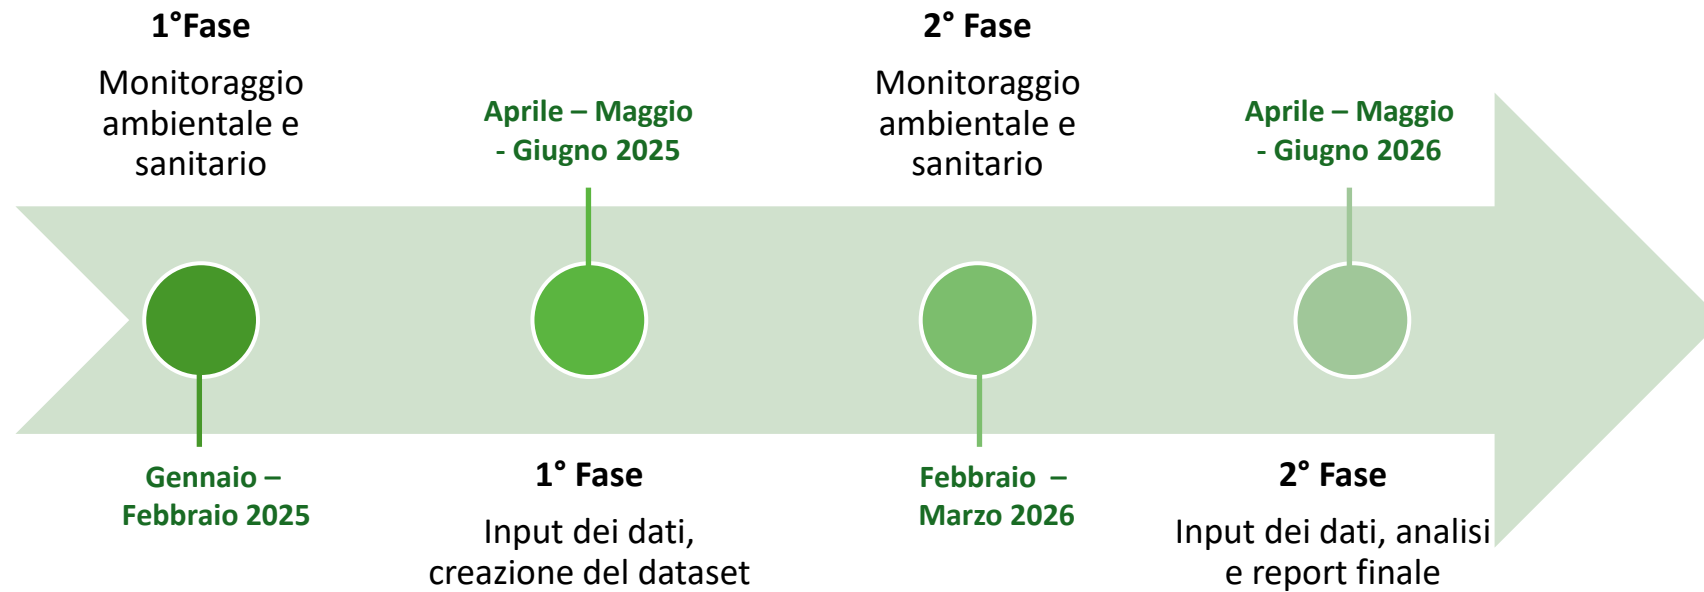 1°Fase
Monitoraggio
ambientale e
sanitario
Gennaio –
Febbraio 2025
Aprile – Maggio
- Giugno 2025
1° Fase
Input dei dati,
creazione del dataset
2° Fase
Monitoraggio
ambientale e
sanitario
Febbraio  –
Marzo 2026
Aprile – Maggio
- Giugno 2026
2° Fase
Input dei dati, analisi
e report finale